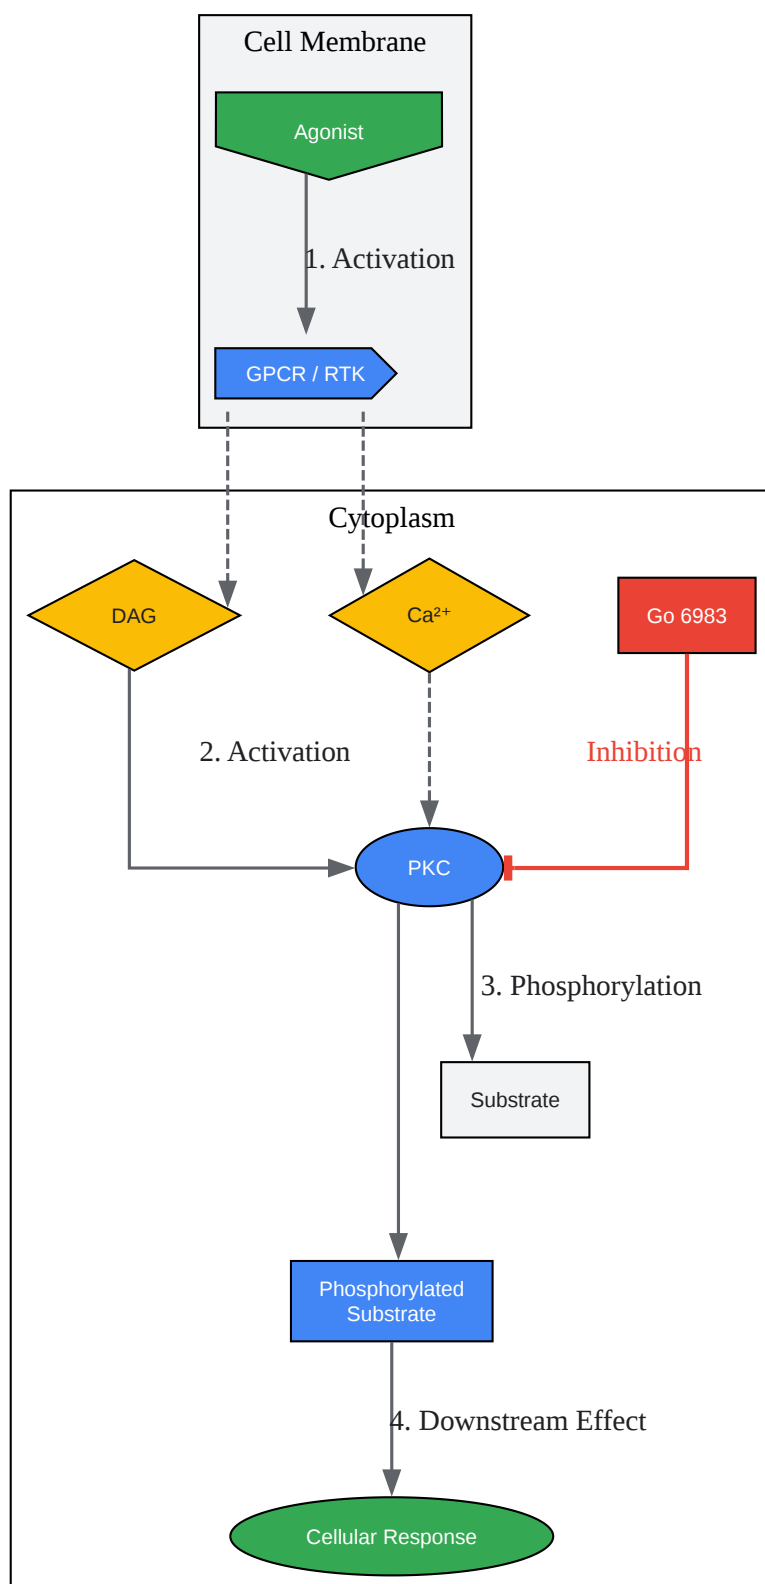 Cell Membrane
Agonist
1. Activation
GPCR / RTK
Cytoplasm
DAG
Ca²⁺
Go 6983
2. Activation
Inhibition
PKC
3. Phosphorylation
Substrate
Phosphorylated
Substrate
4. Downstream Effect
Cellular Response